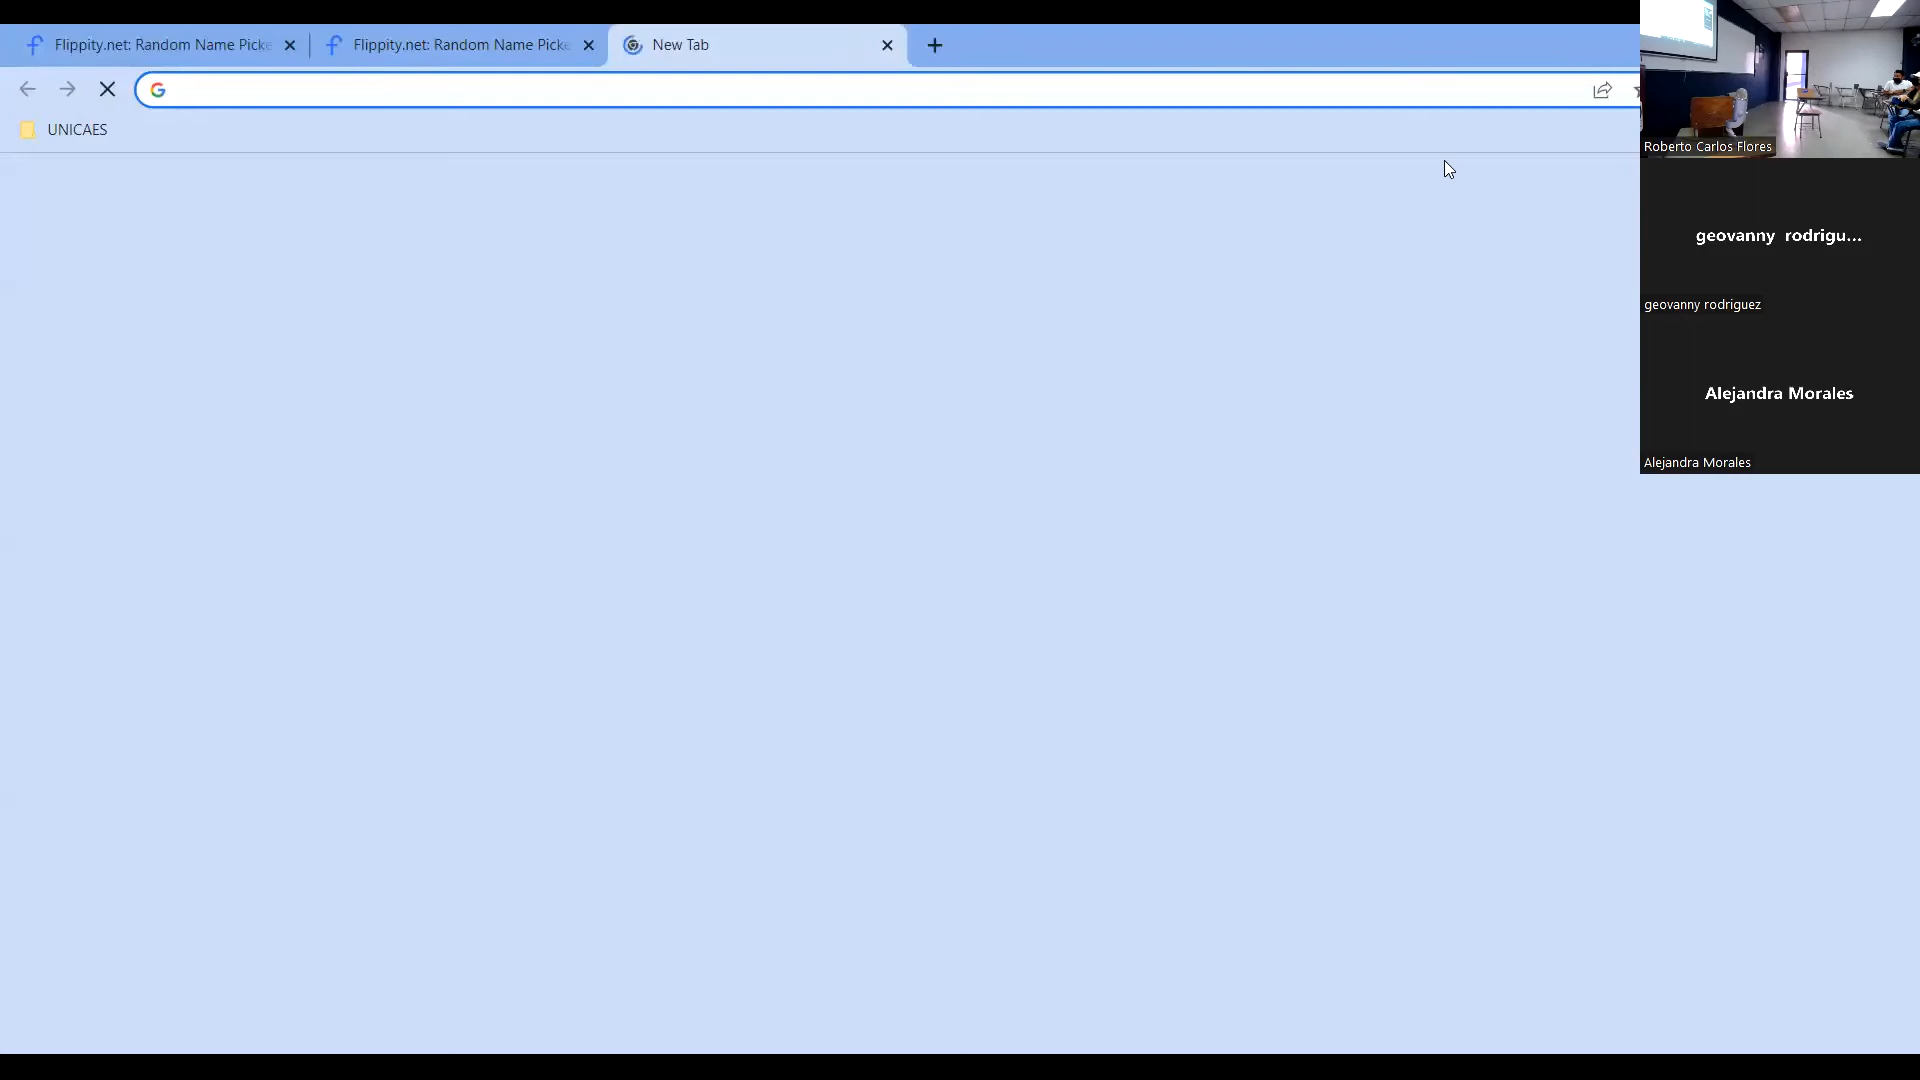 Flippity.net: Random Name Picke
Flippity.net: Random Name Picke
New Tab
UNICAES
Roberto Carlos Flores
geovanny rodrigu...
geovanny rodriguez
Alejandra Morales
Alejandra Morales